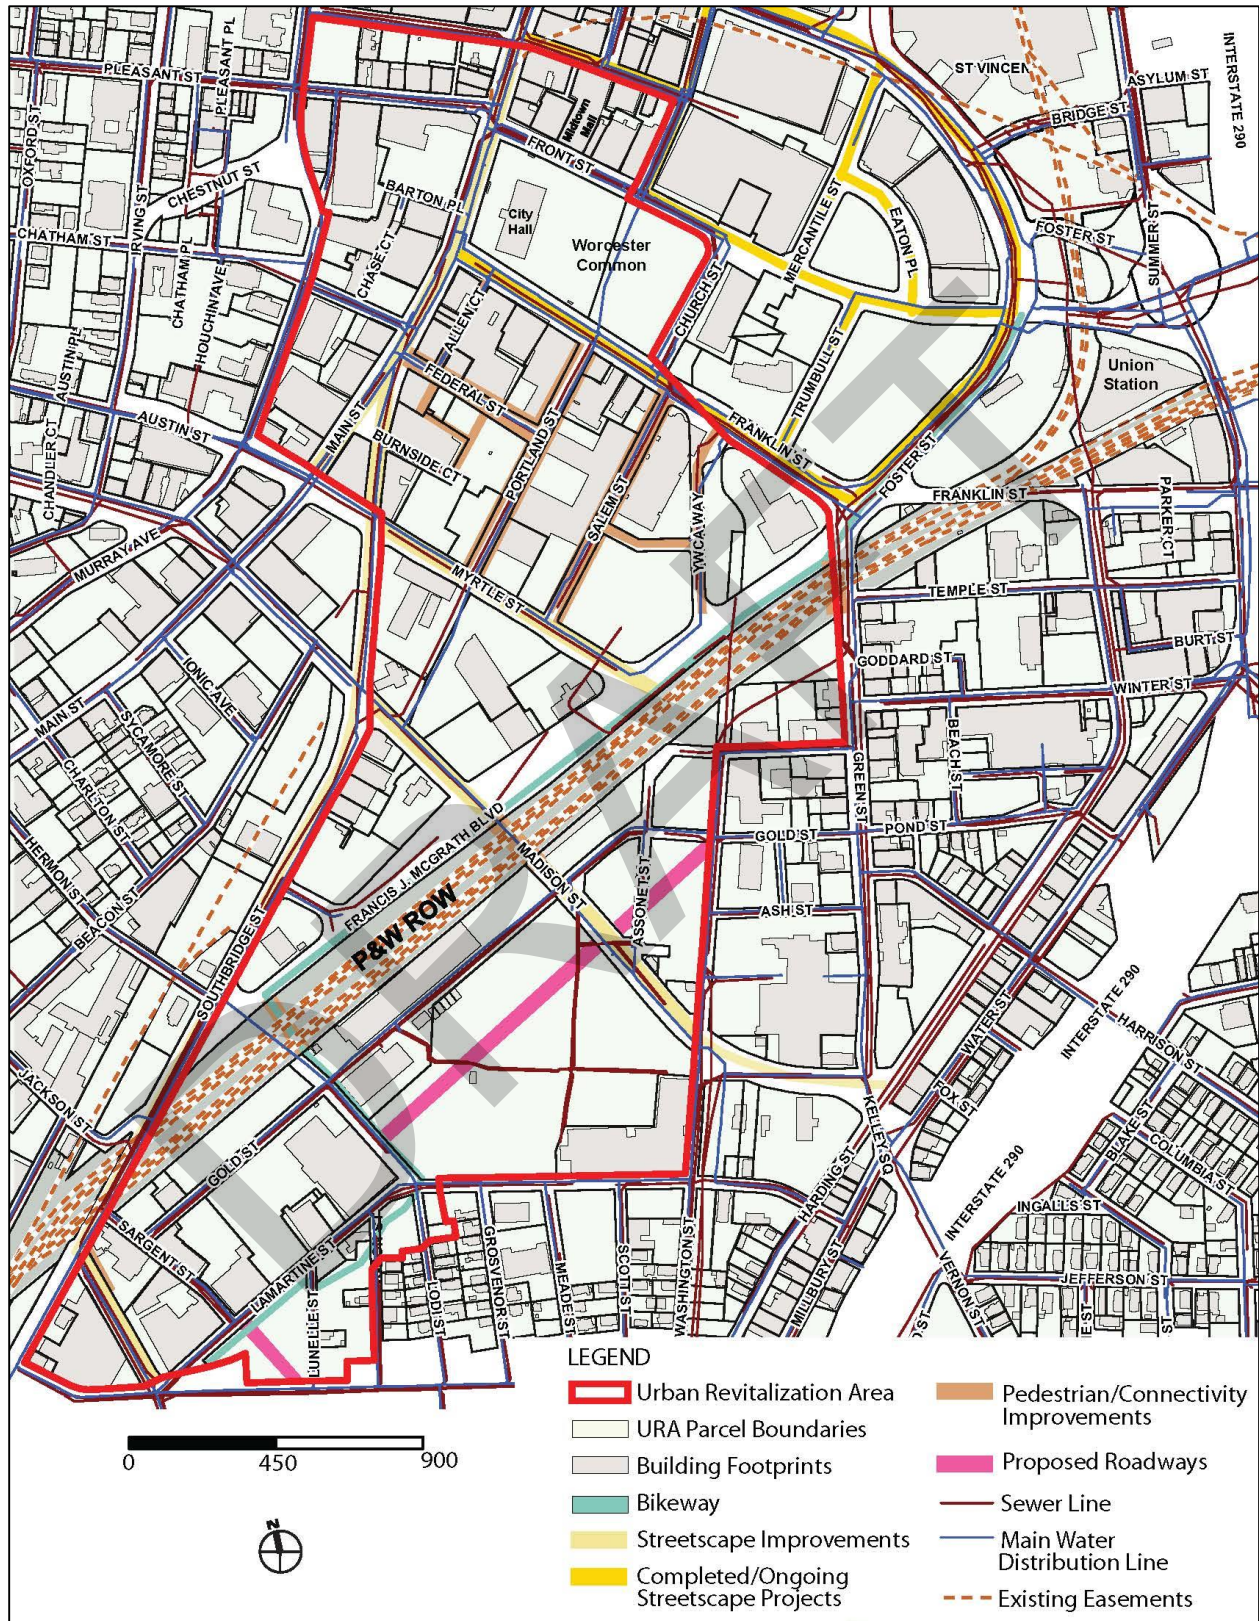 ST VINCEN
INTERSTATE 290
ASYLUM ST
PLEASANT ST
PLEASANT PL
BRIDGE ST
OXFORD ST
Midtown
Mall
FRONT ST
CHESTNUT ST
IRVING ST
BARTON PL
MERCANTILE ST
EATON PL
SUMMER ST
City
Hall
Worcester
Common
FOSTER ST
CHATHAM ST
CHATHAM PL
HOUCHIN AVE
CHASE CT
CHURCH ST
ALLEN CT
AUSTIN PL
FEDERAL ST
TRUMBULL ST
Union
Station
AUSTIN ST
MAIN ST
BURNSIDE CT
PORTLAND ST
FRANKLIN ST
FOSTER ST
CHANDLER CT
SALEM ST
FRANKLIN ST
PARKER CT
MURRAY AVE
YWCA WAY
MYRTLE ST
TEMPLE ST
BURT ST
IONIC AVE
GODDARD ST
WINTER ST
MAIN ST
SYCAMORE ST
BEACH ST
CHARLTON ST
GREEN ST
FRANCIS J. MCGRATH BLVD
GOLD ST
POND ST
HERMON ST
MADISON ST
ASSONET ST
BEACON ST
P&W ROW
ASH ST
SOUTHBRIDGE ST
WATER ST
INTERSTATE 290
HARRISON ST
JACKSON ST
FOX ST
KELLEY SQ
BLAKE ST
COLUMBIA ST
GOLD ST
HARDING ST
INTERSTATE 290
INGALLS ST
SARGENT ST
LAMARTINE ST
LODI ST
GROSVENOR ST
MEADE ST
SCOTT ST
WASHINGTON ST
MILLBURY ST
VERNON ST
JEFFERSON ST
LUNELLE ST
D ST
IE ST
ST
DRAFT
LEGEND
Urban Revitalization Area
URA Parcel Boundaries
Building Footprints
Bikeway
Streetscape Improvements
Completed/Ongoing
Streetscape Projects
Pedestrian/Connectivity
Improvements
Proposed Roadways
Sewer Line
Main Water
Distribution Line
Existing Easements
0 450 900
N